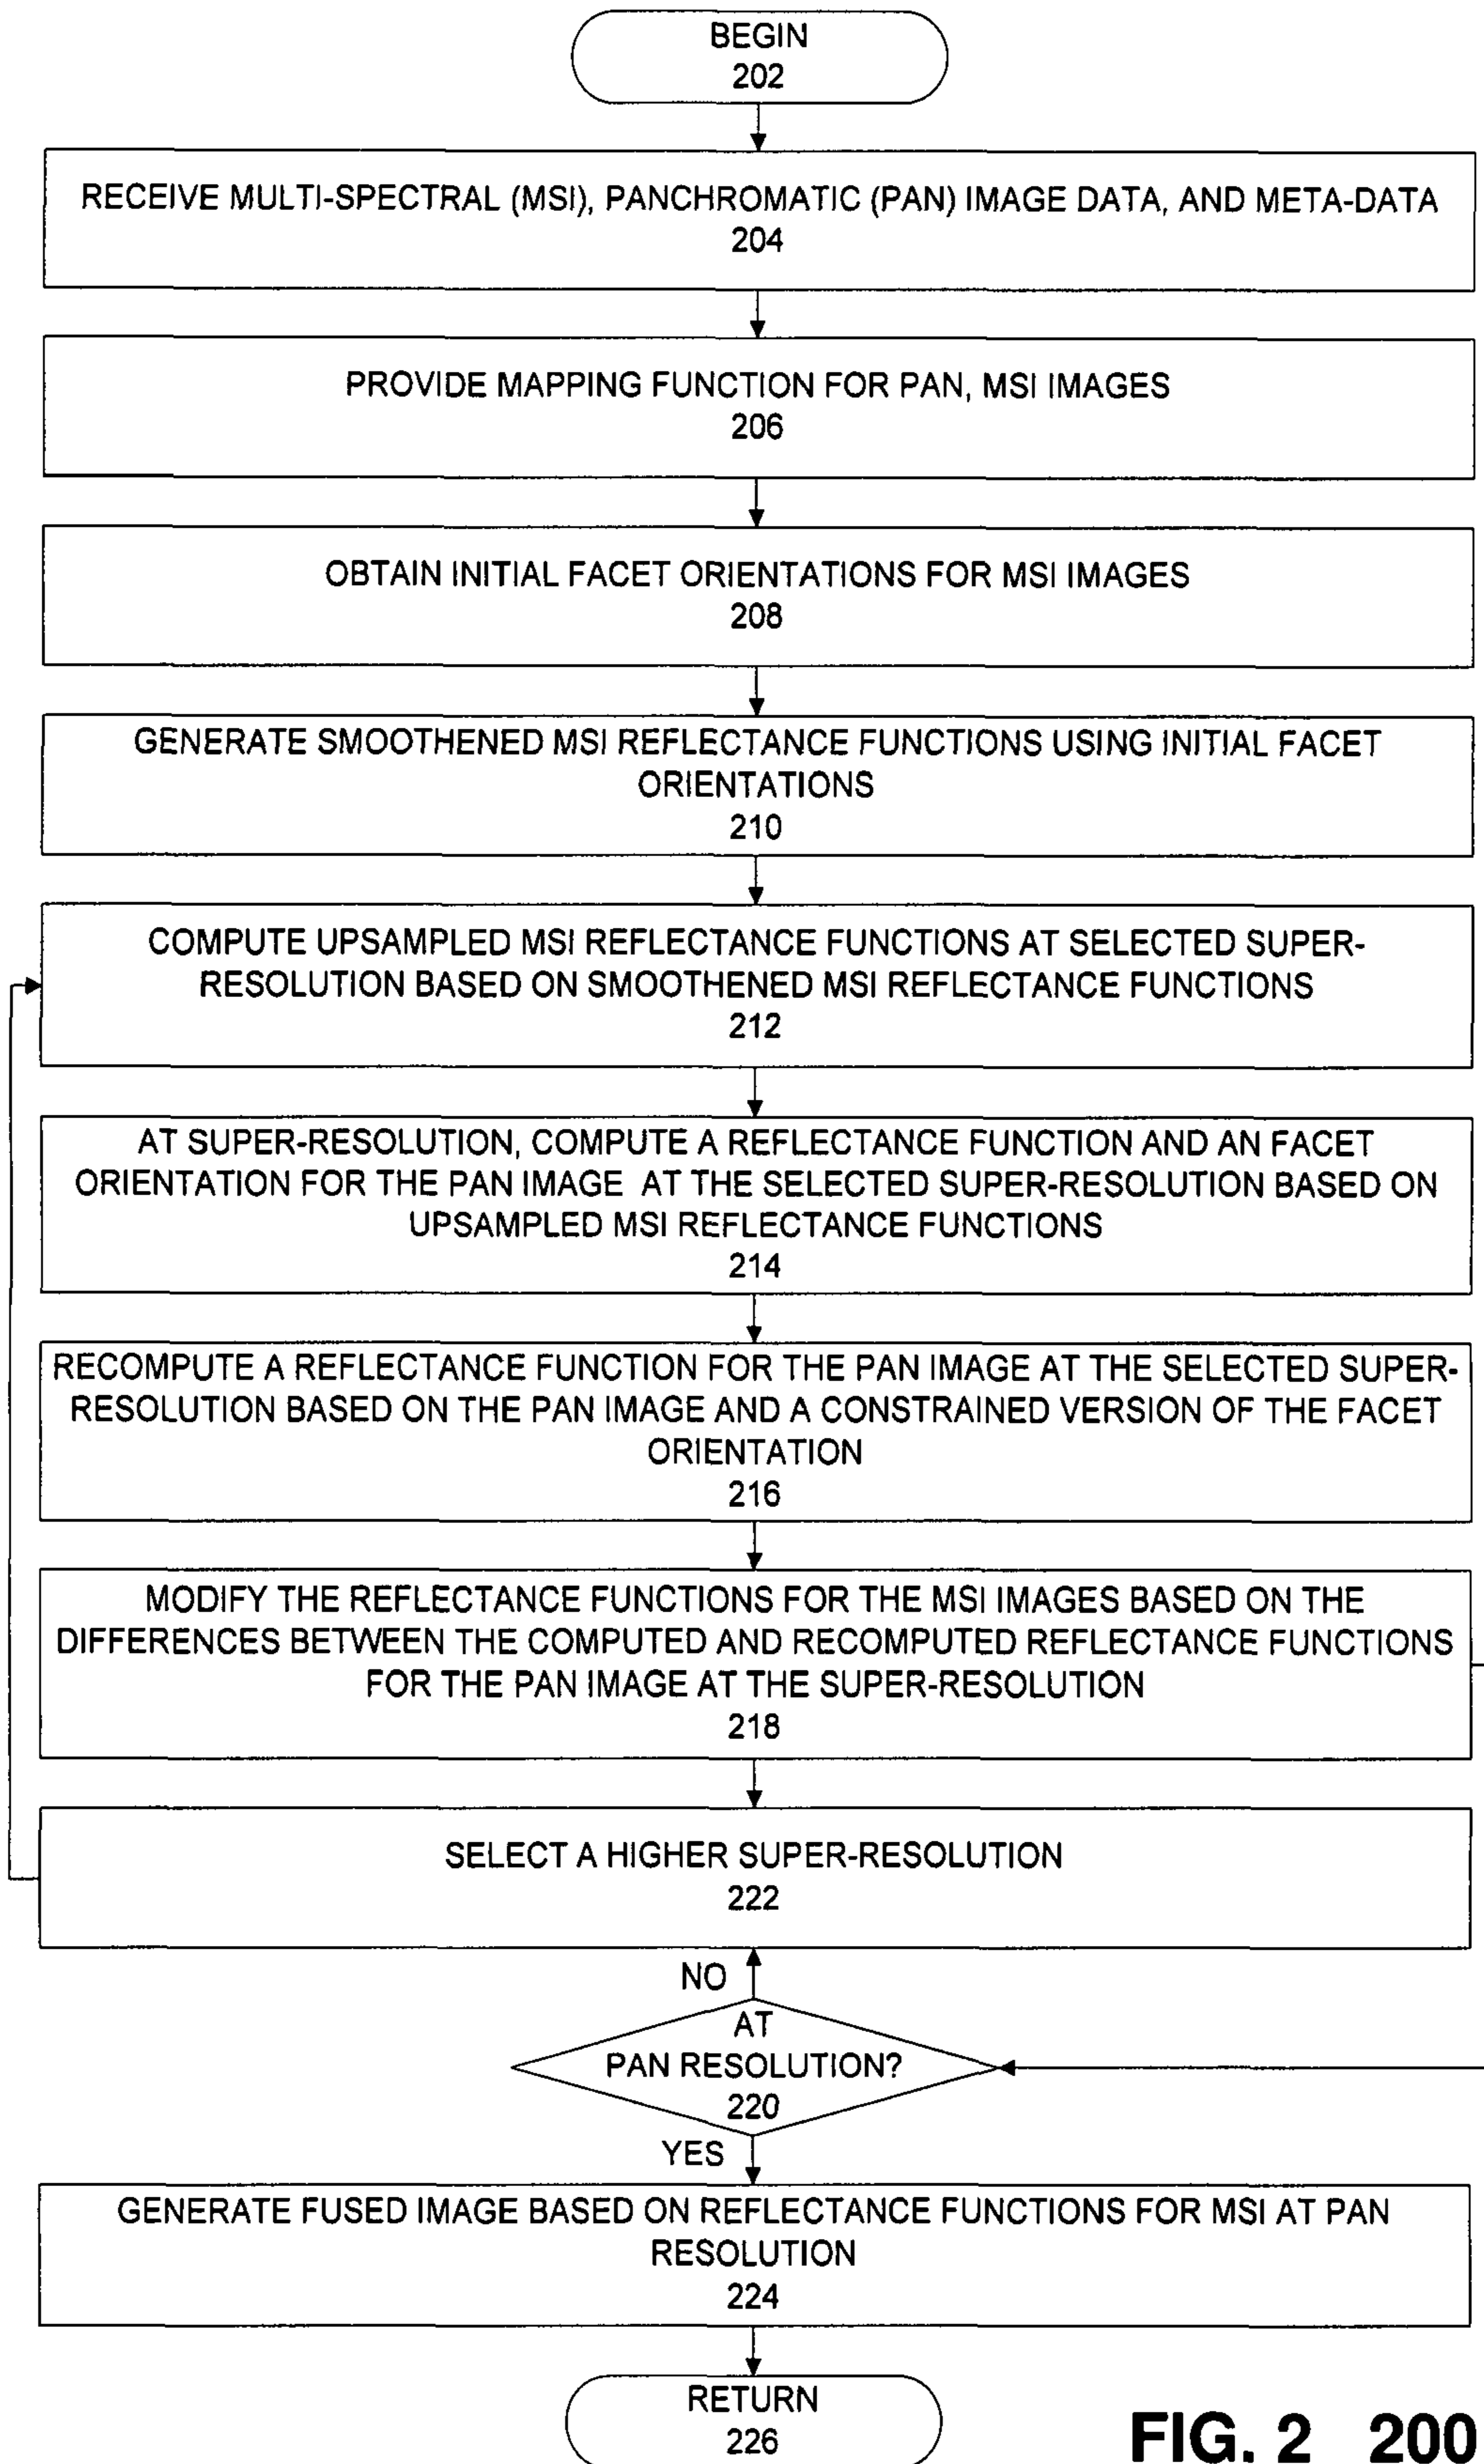 BEGIN
202
RECEIVE MULTI-SPECTRAL (MSI), PANCHROMATIC (PAN) IMAGE DATA, AND META-DATA
204
PROVIDE MAPPING FUNCTION FOR PAN, MSI IMAGES
206
OBTAIN INITIAL FACET ORIENTATIONS FOR MSI IMAGES
208
GENERATE SMOOTHENED MSI REFLECTANCE FUNCTIONS USING INITIAL FACET
ORIENTATIONS
210
COMPUTE UPSAMPLED MSI REFLECTANCE FUNCTIONS AT SELECTED SUPER-
RESOLUTION BASED ON SMOOTHENED MSI REFLECTANCE FUNCTIONS
212
AT SUPER-RESOLUTION, COMPUTE A REFLECTANCE FUNCTION AND AN FACET
ORIENTATION FOR THE PAN IMAGE AT THE SELECTED SUPER-RESOLUTION BASED ON
UPSAMPLED MSI REFLECTANCE FUNCTIONS
214
RECOMPUTE A REFLECTANCE FUNCTION FOR THE PAN IMAGE AT THE SELECTED SUPER-
RESOLUTION BASED ON THE PAN IMAGE AND A CONSTRAINED VERSION OF THE FACET
ORIENTATION
216
MODIFY THE REFLECTANCE FUNCTIONS FOR THE MSI IMAGES BASED ON THE
DIFFERENCES BETWEEN THE COMPUTED AND RECOMPUTED REFLECTANCE FUNCTIONS
FOR THE PAN IMAGE AT THE SUPER-RESOLUTION
218
SELECT A HIGHER SUPER-RESOLUTION
222
NO
AT
PAN RESOLUTION?
220
YES
GENERATE FUSED IMAGE BASED ON REFLECTANCE FUNCTIONS FOR MSI AT PAN
RESOLUTION
224
RETURN
226
FIG. 2 200